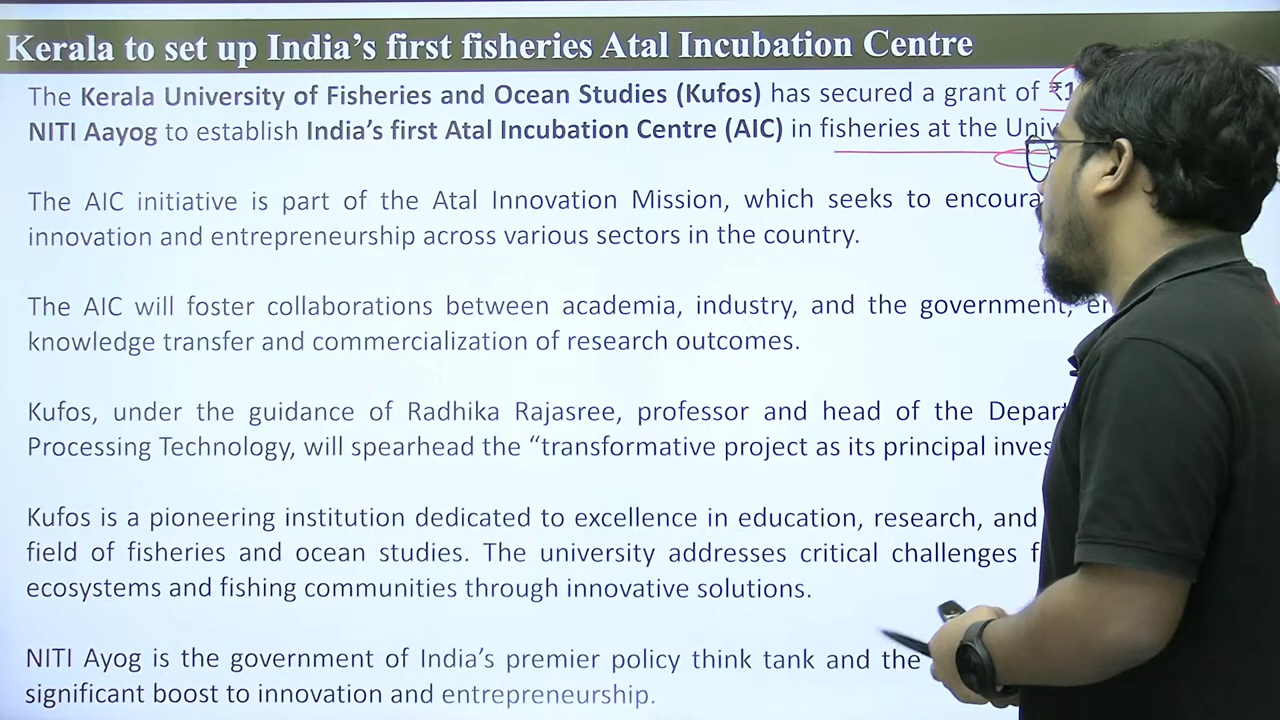 Kerala to set up India's first fisheries Atal Incubation Centre
The Kerala University of Fisheries and Ocean Studies (Kufos) has secured a grant of ₹1
NITI Aayog to establish India's first Atal Incubation Centre (AIC) in fisheries at the Univ
The AIC initiative is part of the Atal Innovation Mission, which seeks to encoura
innovation and entrepreneurship across various sectors in the country.
The AIC will foster collaborations between academia, industry, and the government, en
knowledge transfer and commercialization of research outcomes.
Kufos, under the guidance of Radhika Rajasree, professor and head of the Depart
Processing Technology, will spearhead the “transformative project as its principal inves
Kufos is a pioneering institution dedicated to excellence in education, research, and
field of fisheries and ocean studies. The university addresses critical challenges f
ecosystems and fishing communities through innovative solutions.
NITI Ayog is the government of India's premier policy think tank and the
significant boost to innovation and entrepreneurship.